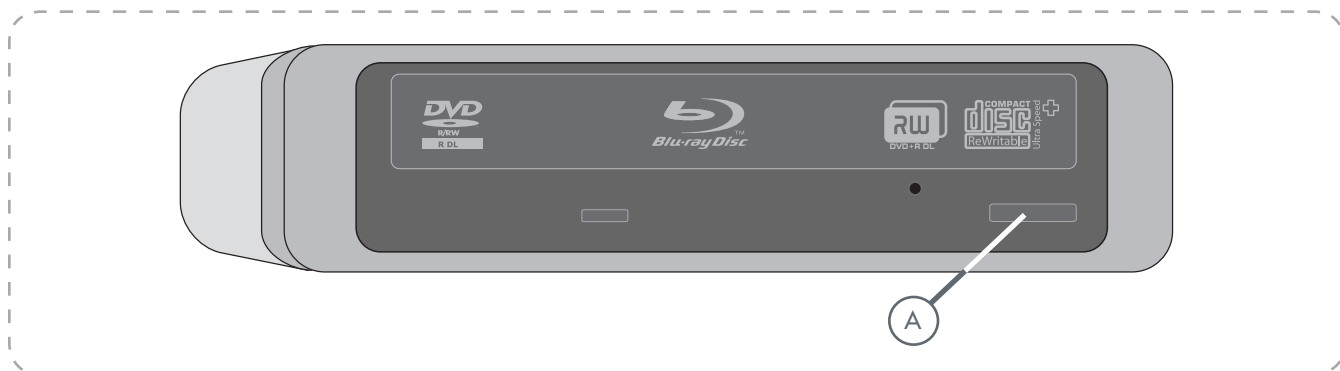 DVD
R/RW
R DL
Blu-ray Disc
TM
RW
DVD+R DL
COMPACT
disc
ReWritable
Ultra Speed
A